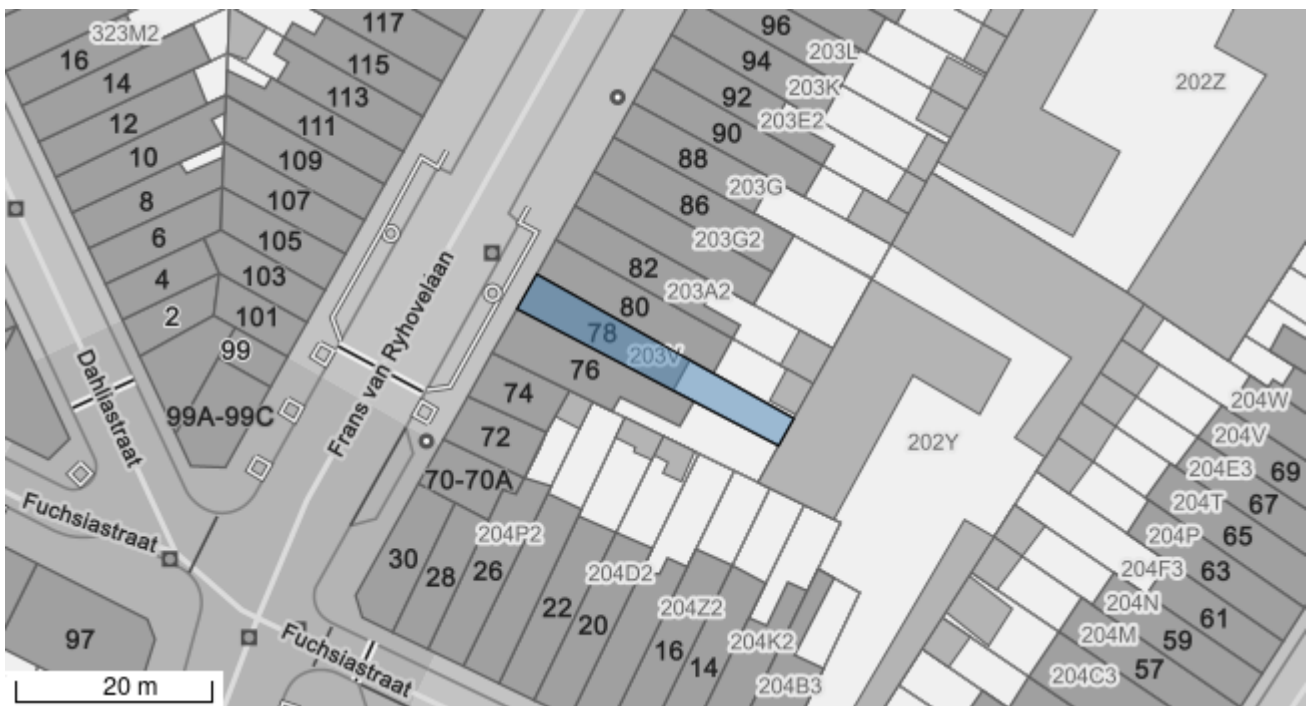 323M2
16
14
12
10
8
6
4
2
117
115
113
111
109
107
105
103
101
99
99A-99C
Dahliastraat
Frans van Ryhovelaan
96
94
92
90
88
86
82
80
78
76
74
72
70-70A
203L
203K
203E2
203G
203G2
203A2
203V
202Z
202Y
Fuchsiastraat
97
30
28
26
22
20
16
14
204P2
204D2
204Z2
204K2
204B3
Fuchsiastraat
204W
204V
204E3
204T
204P
204F3
204N
204M
204C3
69
67
65
63
61
59
57
20 m